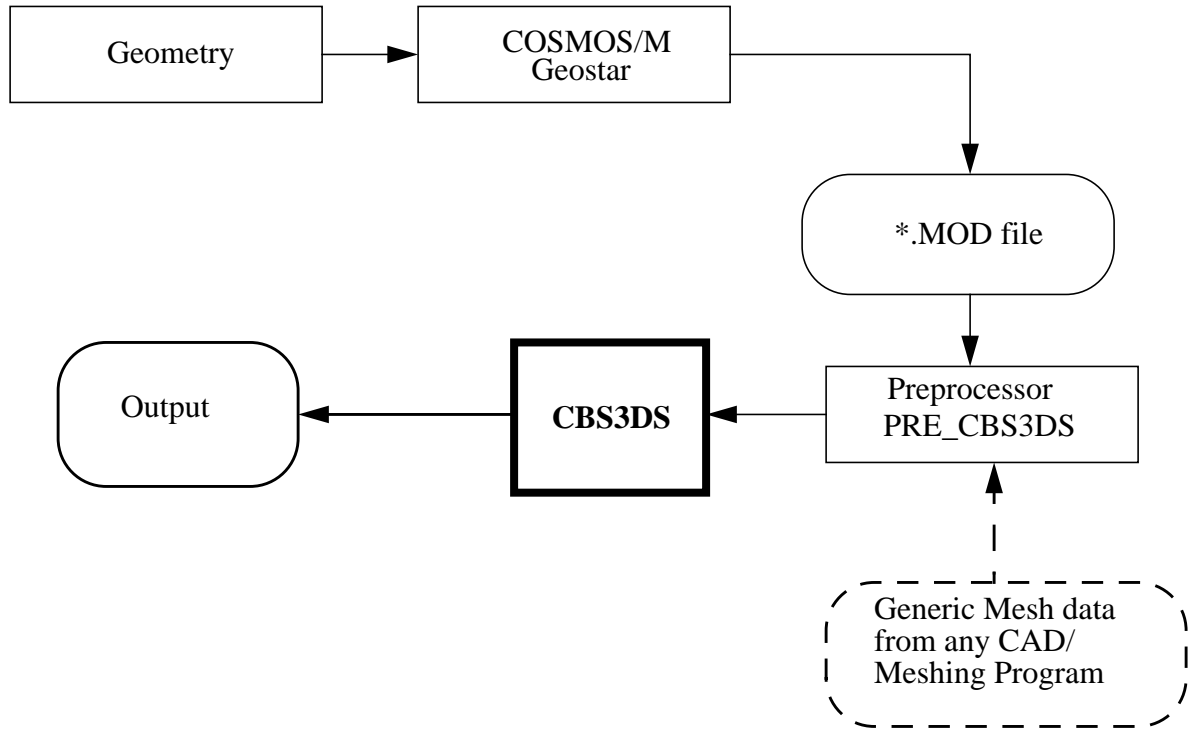 Geometry
COSMOS/M
Geostar
*.MOD file
Preprocessor
PRE_CBS3DS
CBS3DS
Output
Generic Mesh data
from any CAD/
Meshing Program